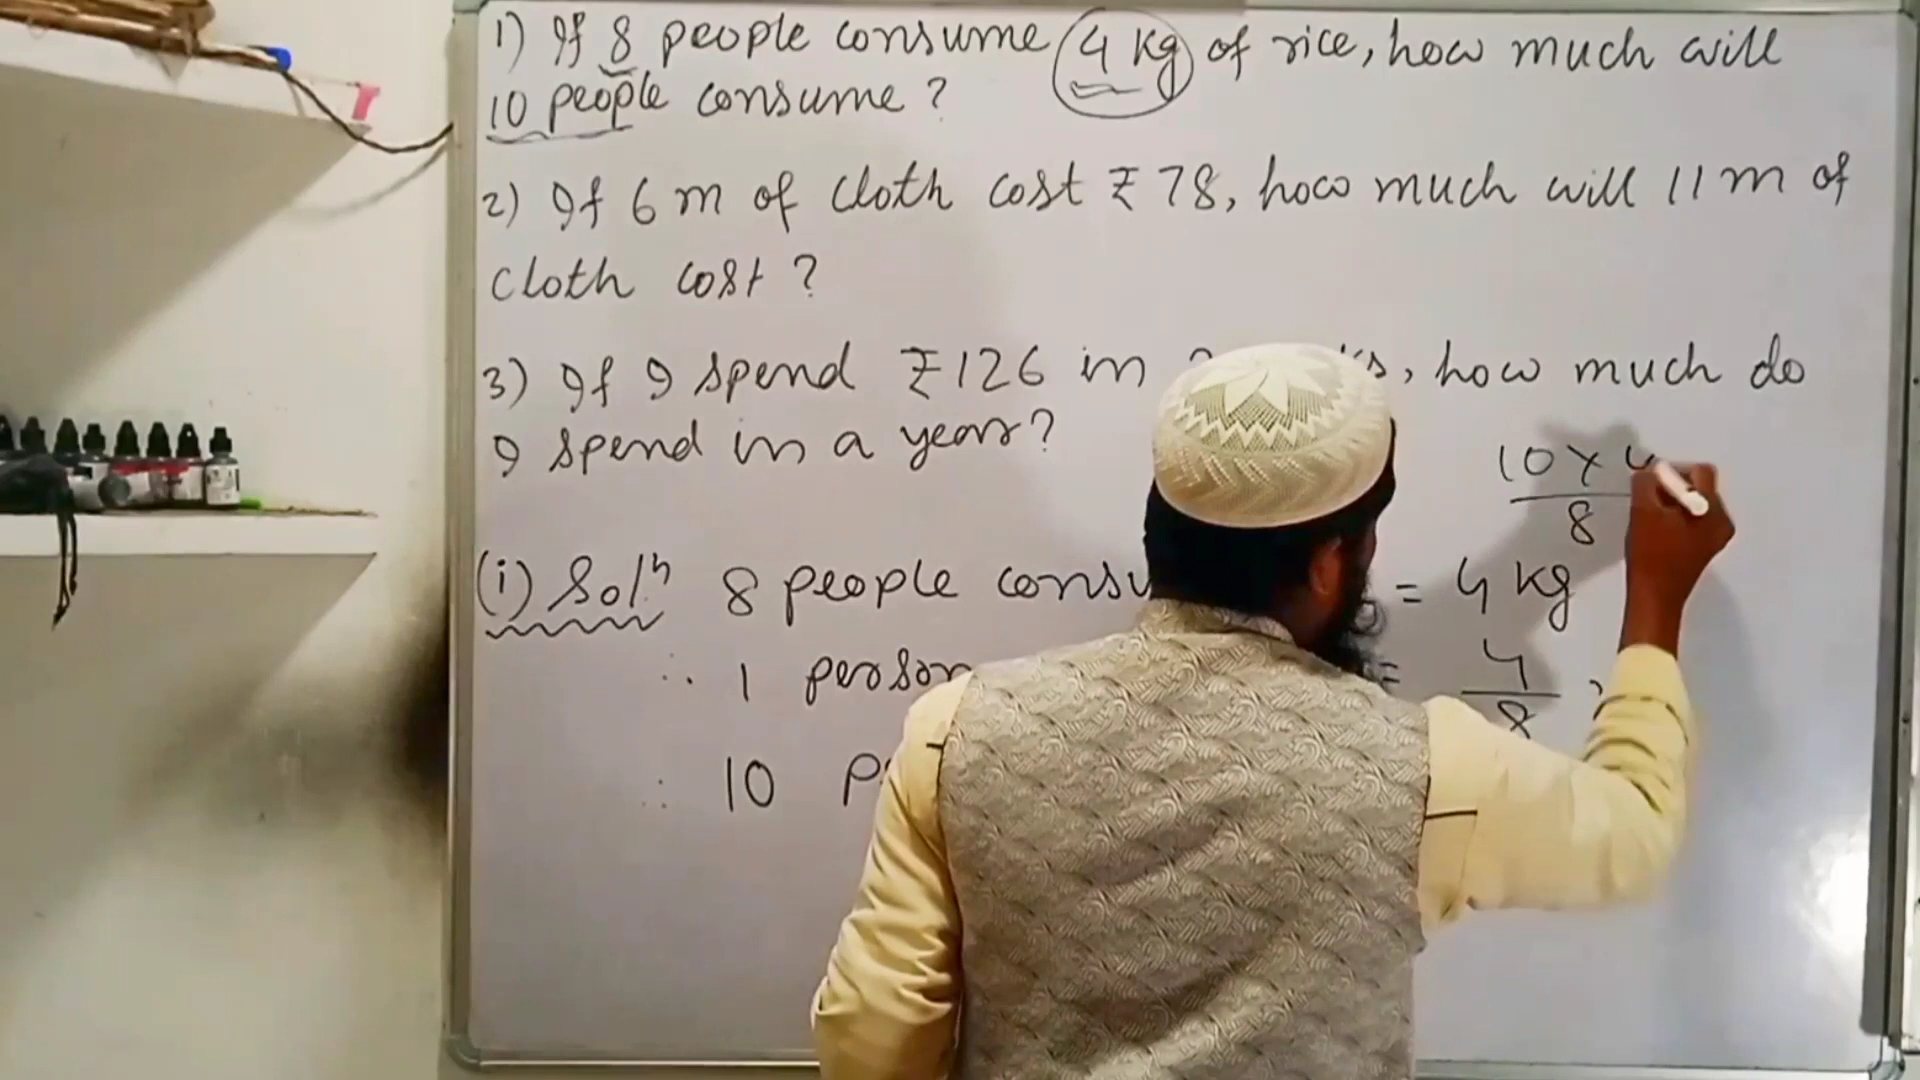 1) If 8 people consume 4 kg of rice, how much will
10 people consume?
2) If 6 m of cloth cost ₹78, how much will 11 m of
cloth cost?
3) If I spend ₹126 in , how much do
I spend in a year?
10 × 4
8
(i) Solⁿ 8 people = 4 kg
∴ 1 person = 4
8
∴ 10